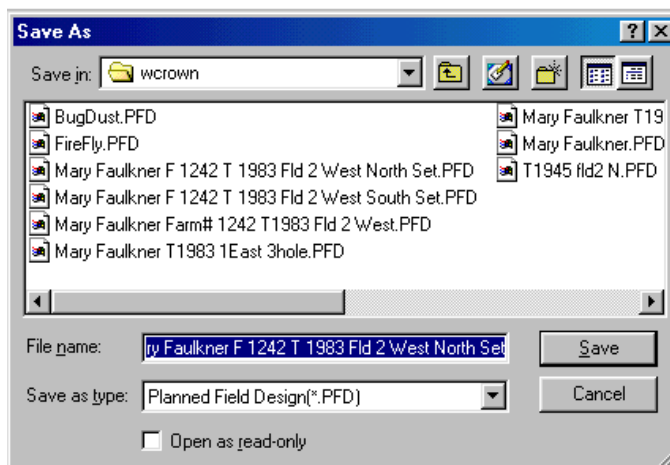 Save As
Save in: wcrown
BugDust.PFD
FireFly.PFD
Mary Faulkner F 1242 T 1983 Fld 2 West North Set.PFD
Mary Faulkner F 1242 T 1983 Fld 2 West South Set.PFD
Mary Faulkner Farm# 1242 T1983 Fld 2 West.PFD
Mary Faulkner T1983 1East 3hole.PFD
Mary Faulkner T19
Mary Faulkner.PFD
T1945 fld2 N.PFD
File name: ry Faulkner F 1242 T 1983 Fld 2 West North Set
Save
Save as type: Planned Field Design(*.PFD)
Cancel
Open as read-only